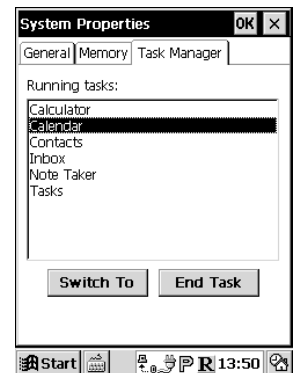 System Properties OK ×
General Memory Task Manager
Running tasks:
Calculator
Calendar
Contacts
Inbox
Note Taker
Tasks
Switch To End Task
Start P R 13:50